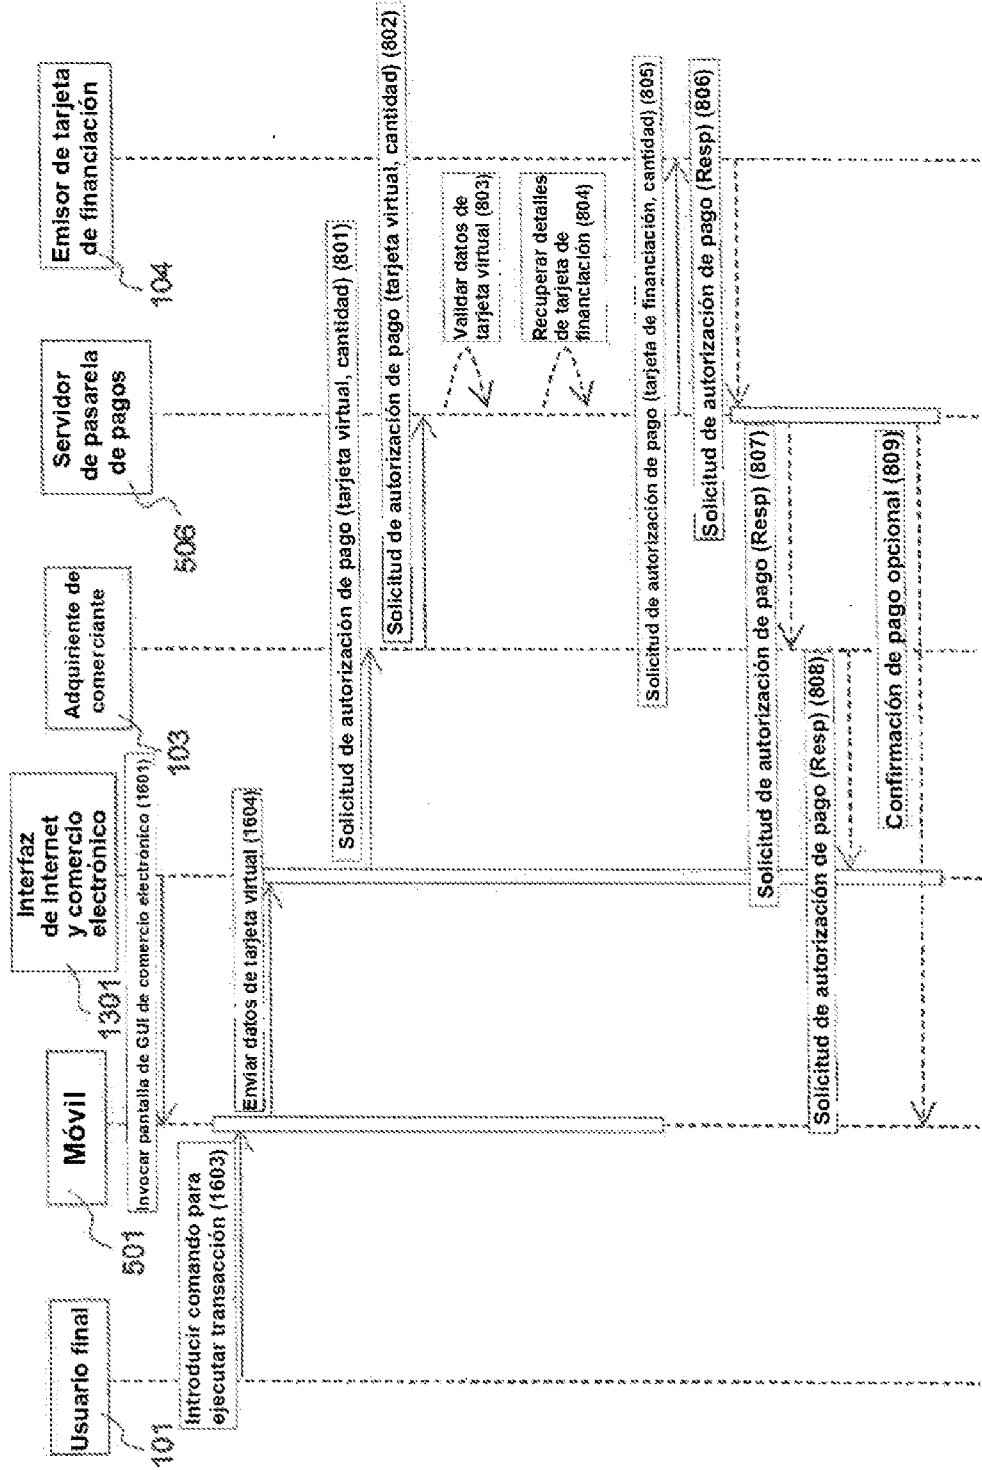 Usuario final
101
Móvil
501
Interfaz
de Internet
y comercio
electrónico
1301
Adquiriente de
comerciante
103
Servidor
de pasarela
de pagos
506
Emisor de tarjeta
de financiación
104
Invocar pantalla de GUI de comercio electrónico (1601)
Introducir comando para
ejecutar transacción (1603)
Enviar datos de tarjeta virtual (1604)
Solicitud de autorización de pago (tarjeta virtual, cantidad) (801)
Solicitud de autorización de pago (tarjeta virtual, cantidad) (802)
Validar datos de
tarjeta virtual (803)
Recuperar detalles
de tarjeta de
financiación (804)
Solicitud de autorización de pago (tarjeta de financiación, cantidad) (805)
Solicitud de autorización de pago (Resp) (806)
Solicitud de autorización de pago (Resp) (807)
Solicitud de autorización de pago (Resp) (808)
Confirmación de pago opcional (809)